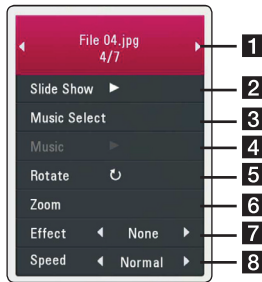 File 04.jpg
4/7
1
Slide Show
2
Music Select
3
Music
4
Rotate
5
Zoom
6
Effect None
7
Speed Normal
8